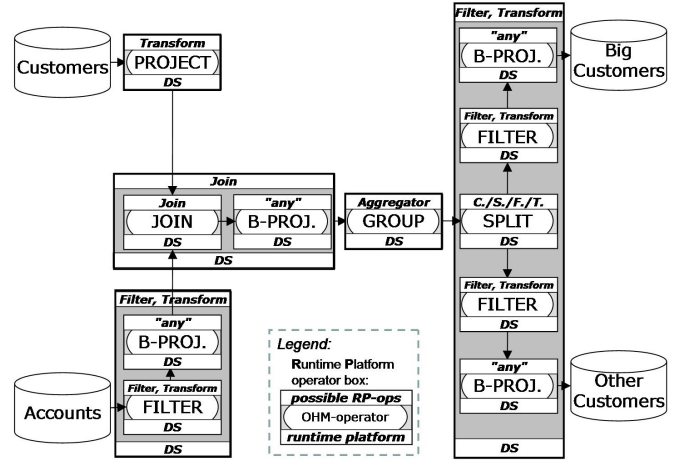 Customers
Transform
PROJECT
DS
Join
Join
JOIN
DS
"any"
B-PROJ.
DS
DS
Aggregator
GROUP
DS
Filter, Transform
"any"
B-PROJ.
DS
Filter, Transform
FILTER
DS
C./S./F./T.
SPLIT
DS
Filter, Transform
FILTER
DS
"any"
B-PROJ.
DS
DS
Big
Customers
Other
Customers
Filter, Transform
"any"
B-PROJ.
DS
Filter, Transform
FILTER
DS
DS
Accounts
Legend:
Runtime Platform
operator box:
possible RP-ops
OHM-operator
runtime platform